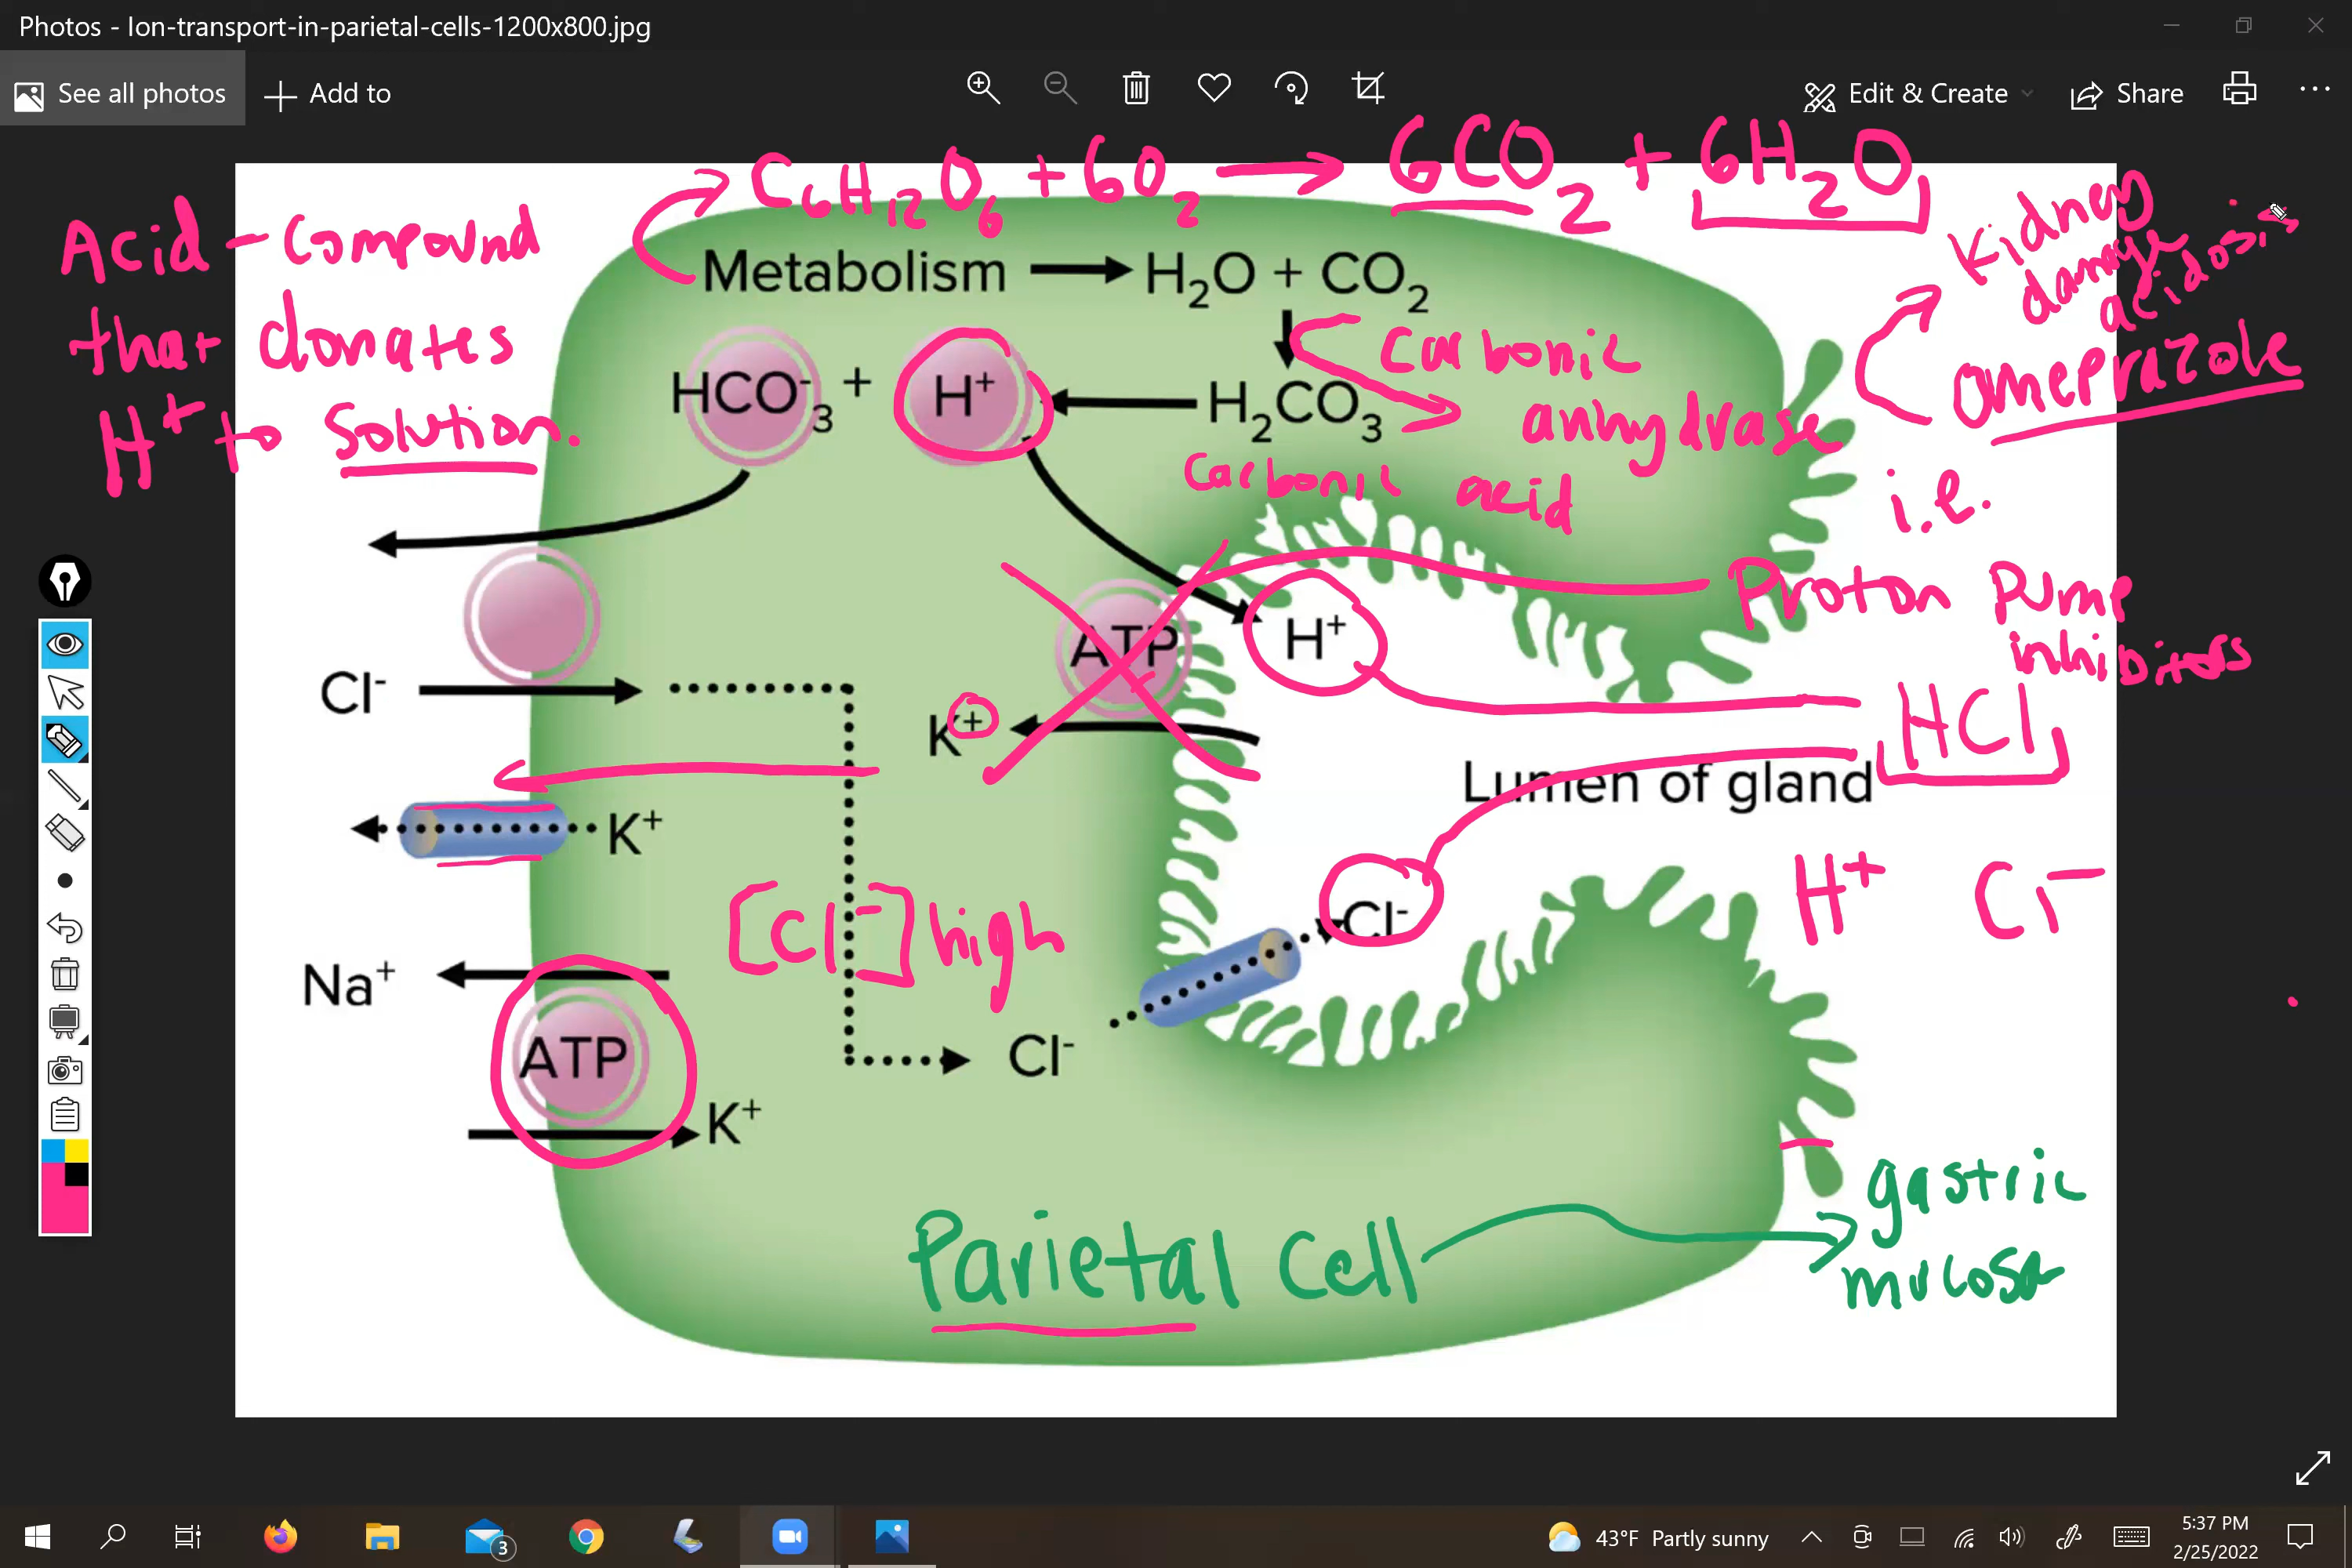 Photos - Ion-transport-in-parietal-cells-1200x800.jpg
See all photos
Add to
Edit & Create
Share
C6H12O6 + 6O2 → 6CO2 + 6H2O
Acid - compound
that donates
H+ to solution.
Metabolism → H2O + CO2
Kidney
damage
acidosis
Carbonic
anhydrase
omeprazole
HCO3- + H+ ← H2CO3
Carbonic acid
i.e.
Proton pump
inhibitors
ATP
H+
Cl-
K+
HCl
Lumen of gland
K+
[Cl-] high
Cl-
H+ Cl-
Na+
ATP
Cl-
K+
Parietal Cell
gastric
mucosa
3
43°F Partly sunny
5:37 PM
2/25/2022